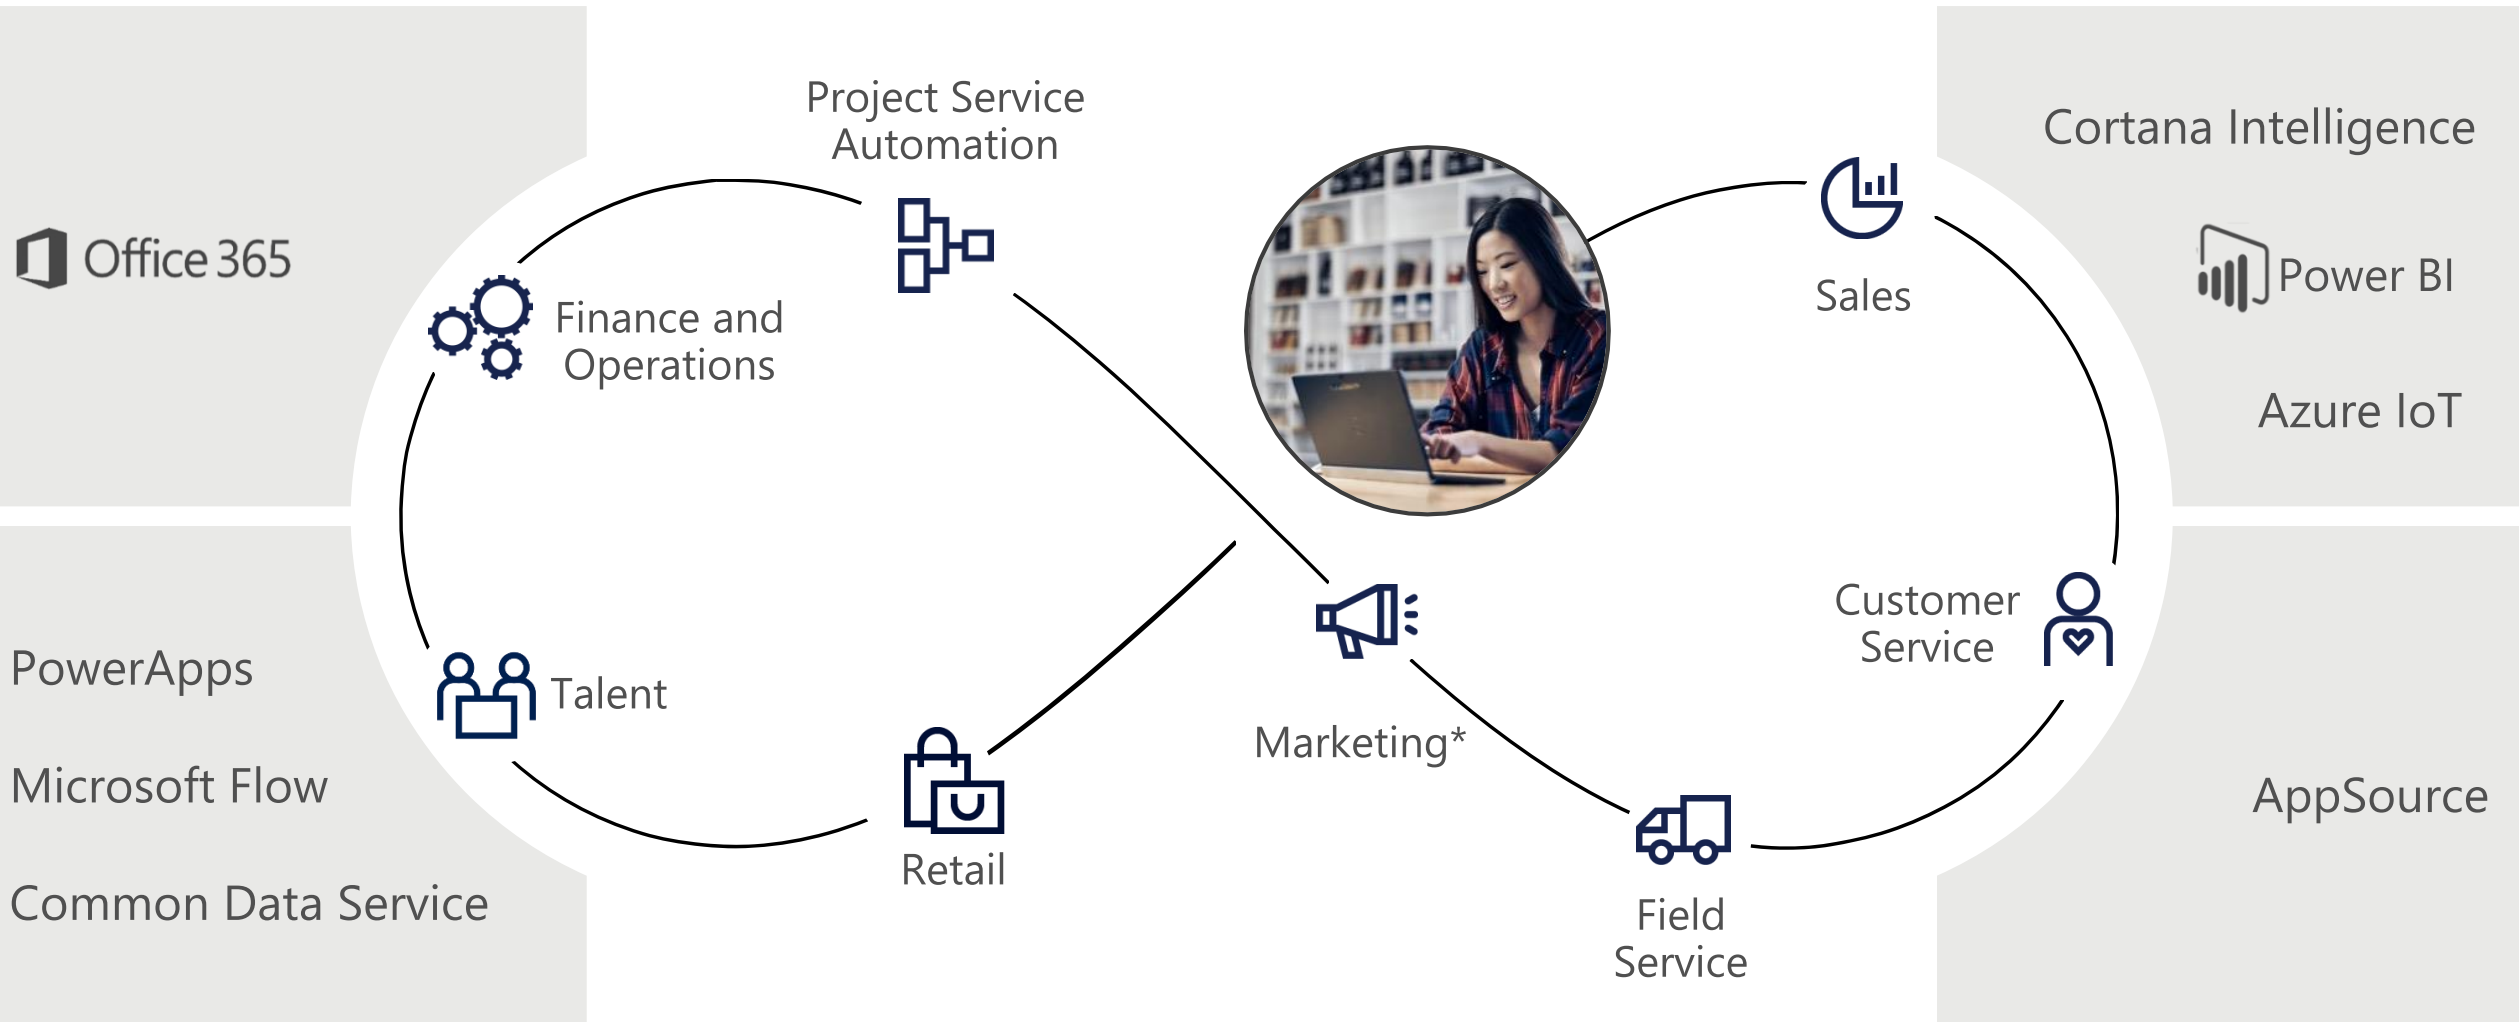 Office 365
PowerApps
Microsoft Flow
Common Data Service
Project Service
Automation
Finance and
Operations
Talent
Retail
Marketing*
Sales
Customer
Service
Field
Service
Cortana Intelligence
Power BI
Azure IoT
AppSource